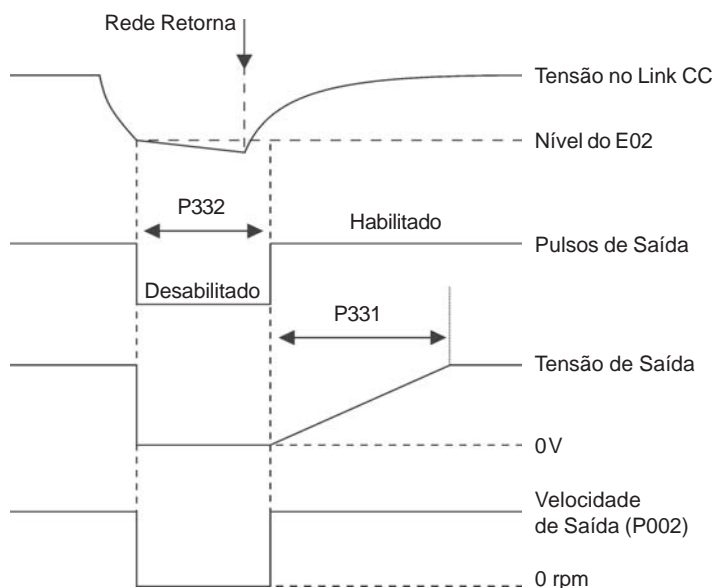 Rede Retorna
Tensão no Link CC
Nível do E02
P332
Habilitado
Pulsos de Saída
Desabilitado
P331
Tensão de Saída
0 V
Velocidade
de Saída (P002)
0 rpm